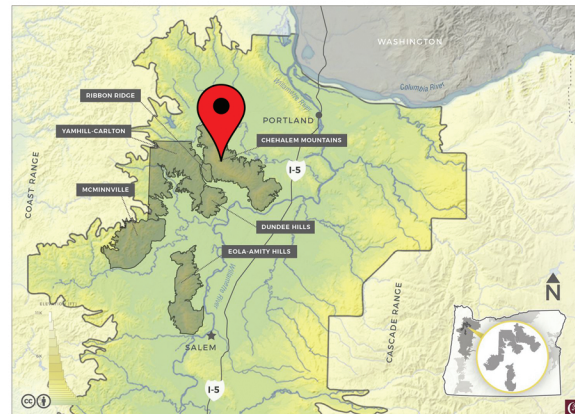 WASHINGTON
Columbia River
RIBBON RIDGE
PORTLAND
YAMHILL-CARLTON
CHEHALEM MOUNTAINS
COAST RANGE
I-5
MCMINNVILLE
DUNDEE HILLS
EOLA-AMITY HILLS
CASCADE RANGE
N
SALEM
I-5
cc